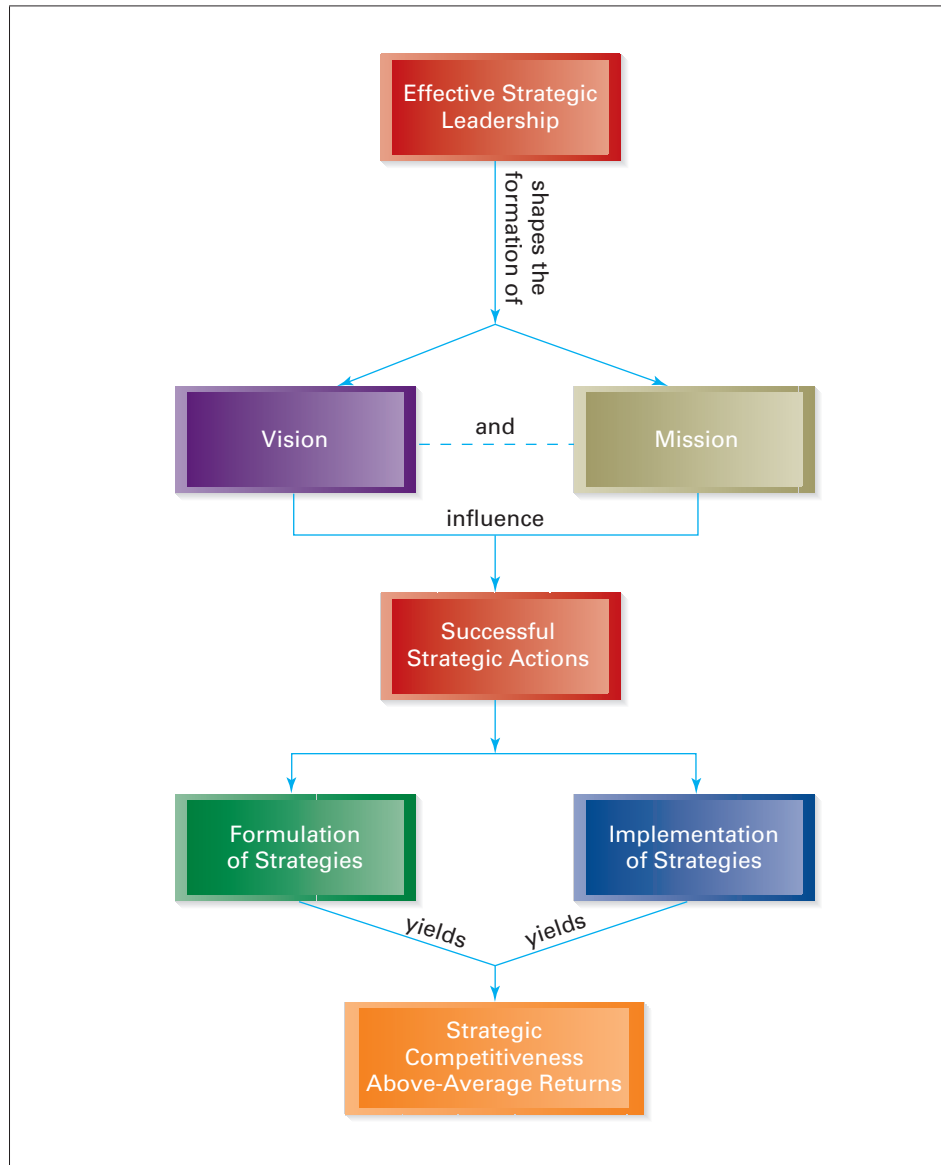 Effective Strategic
Leadership
shapes the
formation of
Vision
and
Mission
influence
Successful
Strategic Actions
Formulation
of Strategies
Implementation
of Strategies
yields
yields
Strategic
Competitiveness
Above-Average Returns